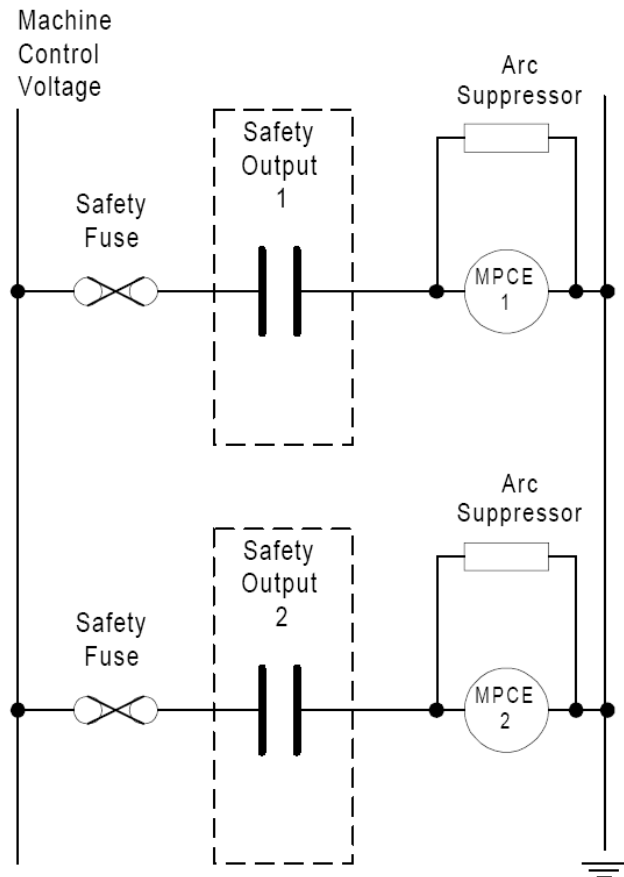 Machine
Control
Voltage
Arc
Suppressor
Safety
Output
1
Safety
Fuse
MPCE
1
Arc
Suppressor
Safety
Output
2
Safety
Fuse
MPCE
2